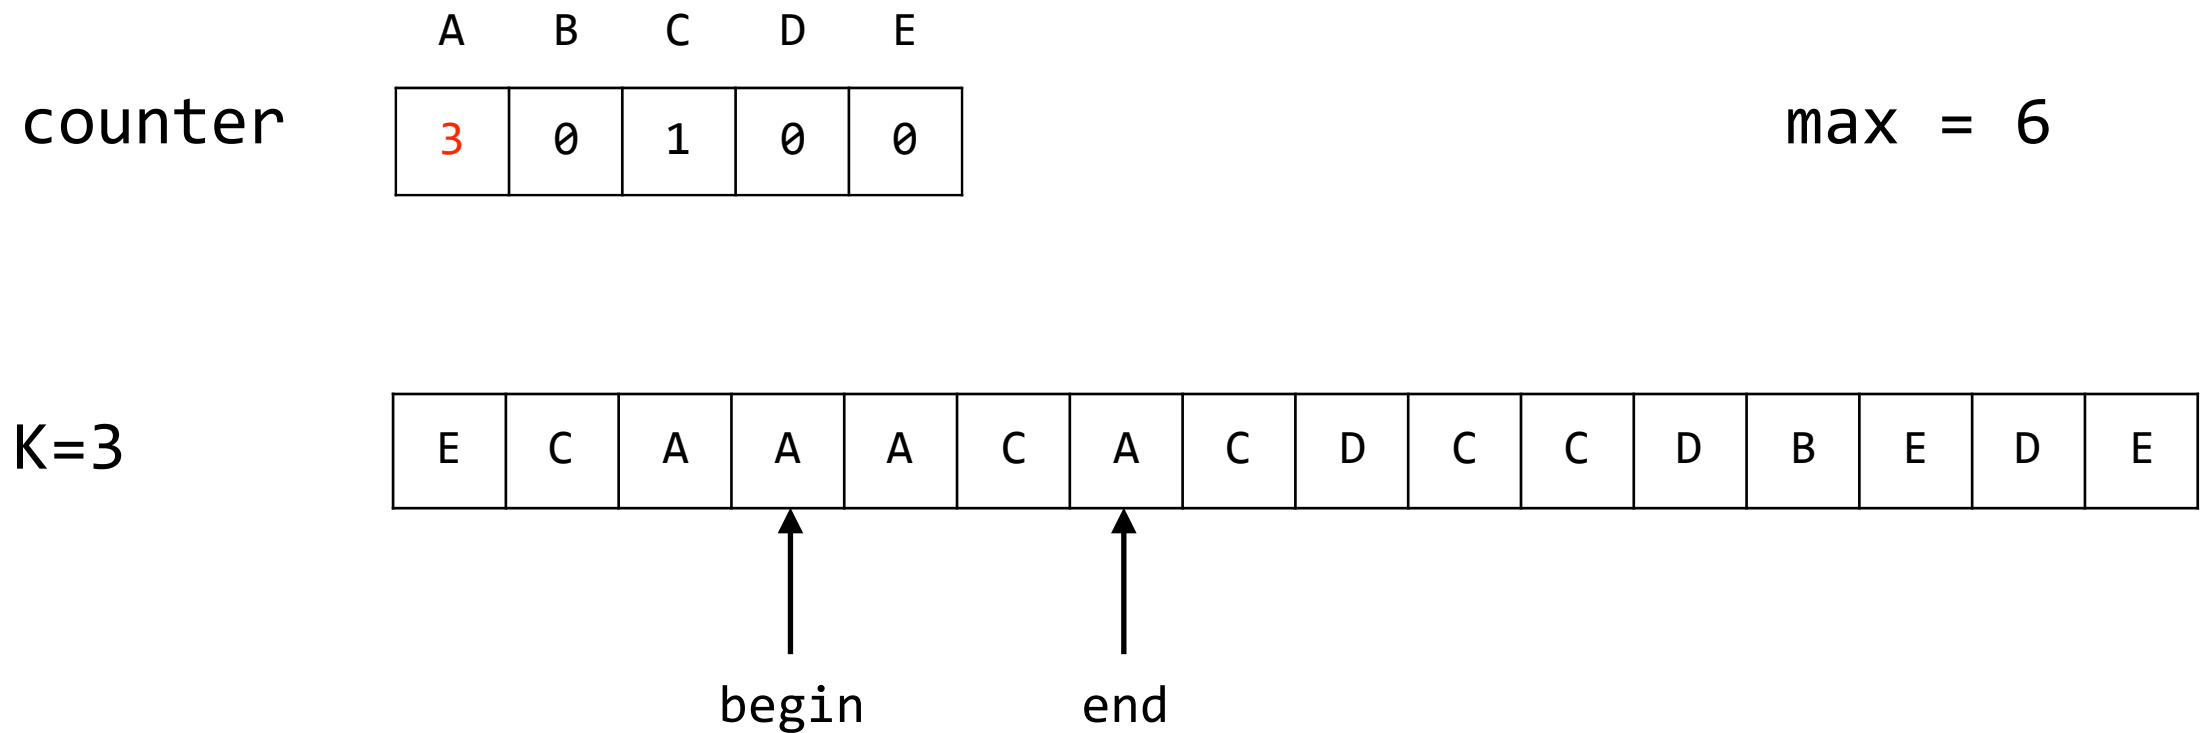 A B C D E
counter 3 0 1 0 0 max = 6
K=3 E C A A A C A C D C C D B E D E
begin end